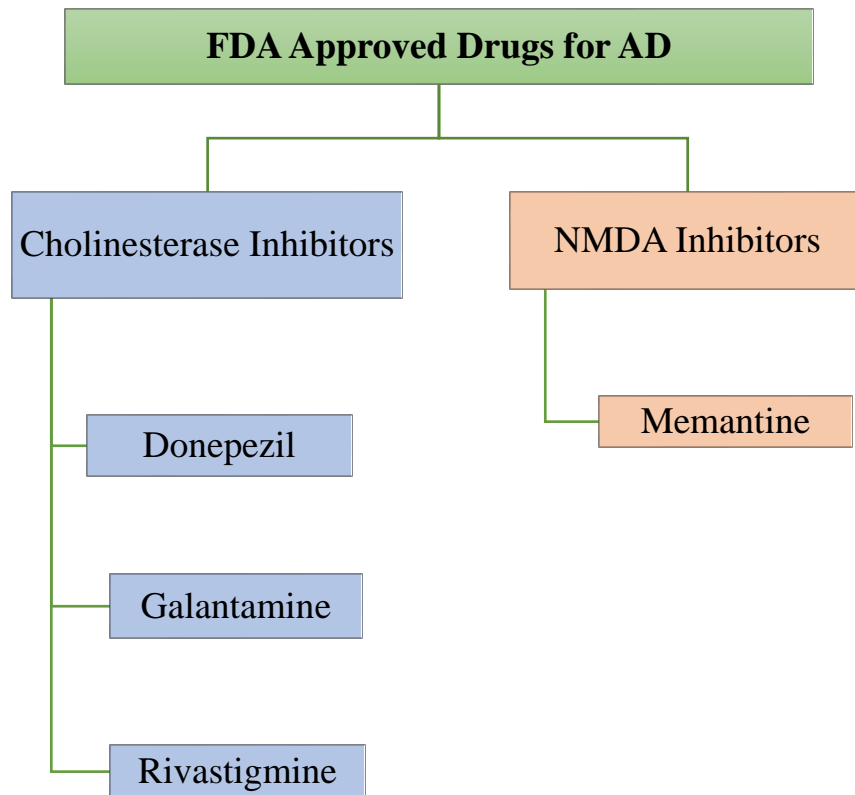 FDA Approved Drugs for AD
Cholinesterase Inhibitors
NMDA Inhibitors
Donepezil
Memantine
Galantamine
Rivastigmine